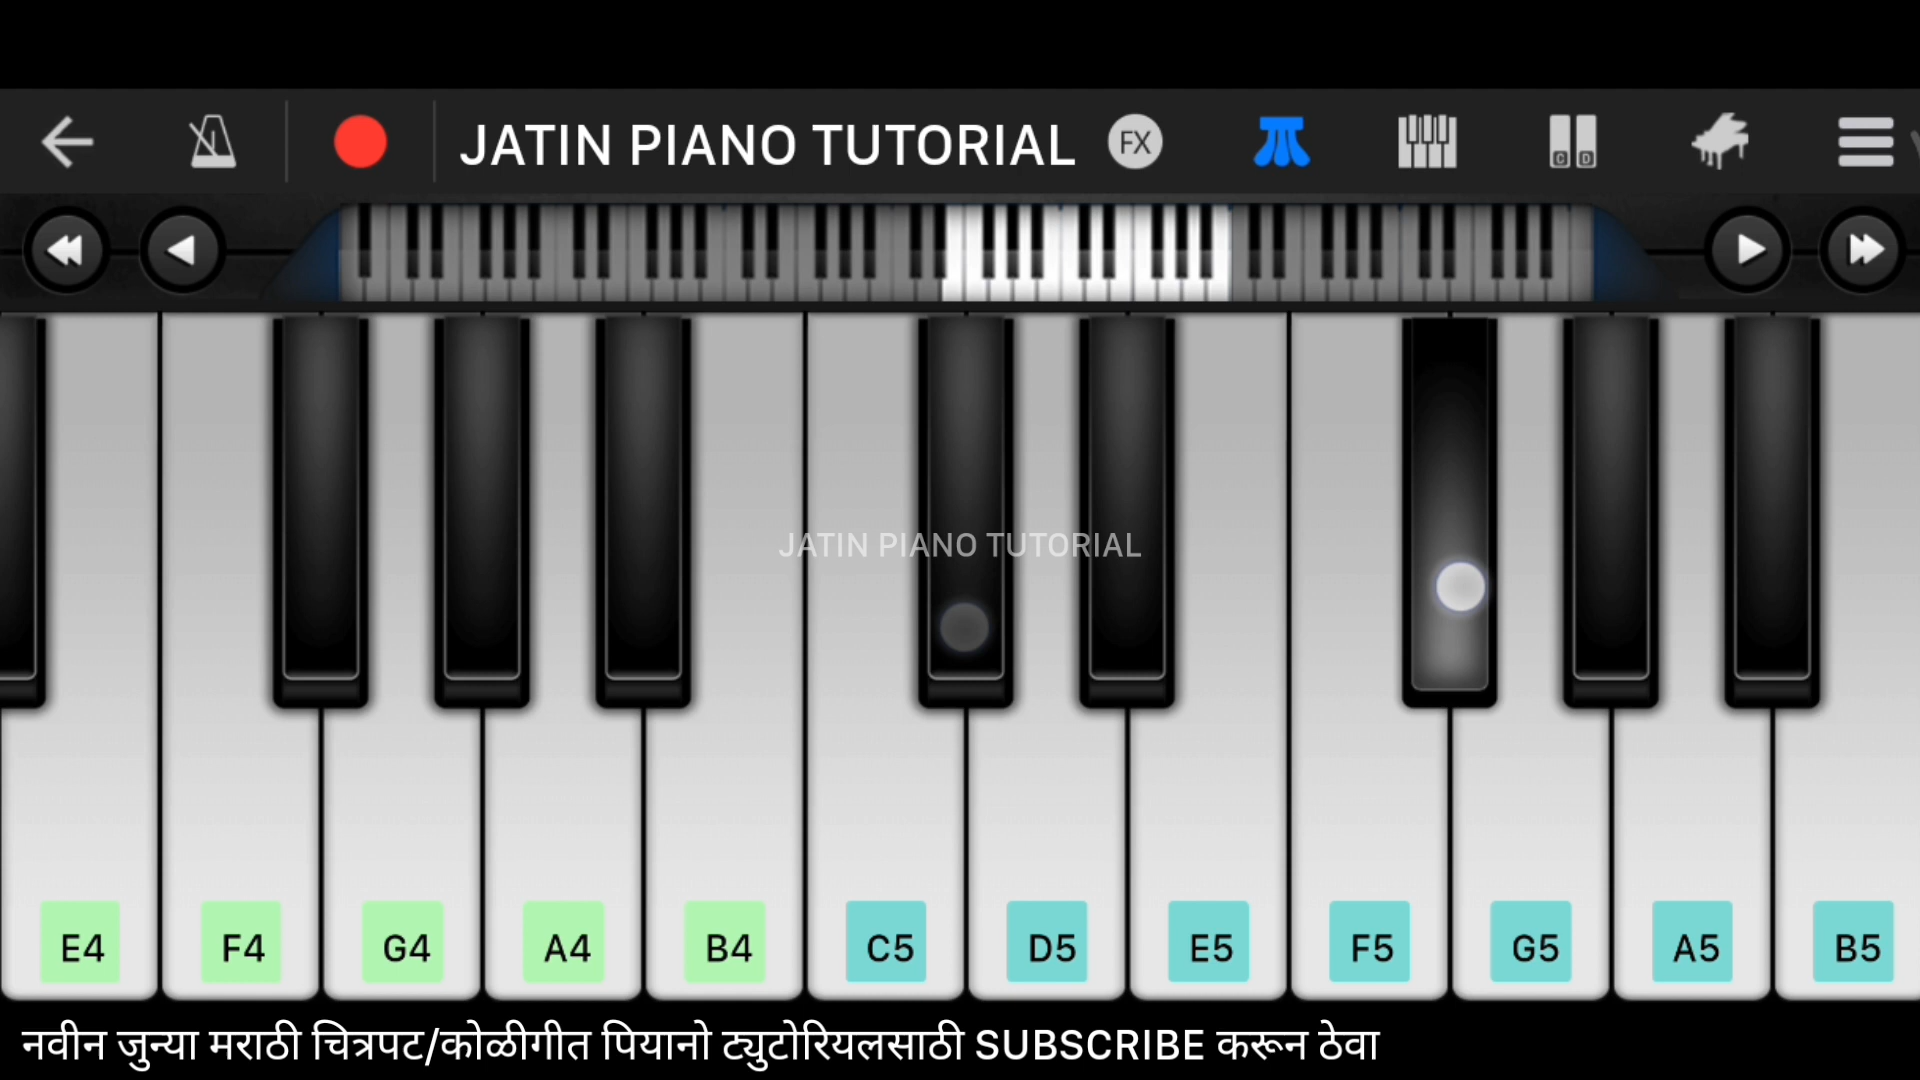 JATIN PIANO TUTORIAL
FX
C D
JATIN PIANO TUTORIAL
E4 F4 G4 A4 B4 C5 D5 E5 F5 G5 A5 B5
नवीन जुन्या मराठी चित्रपट/कोळीगीत पियानो ट्युटोरियलसाठी SUBSCRIBE करून ठेवा